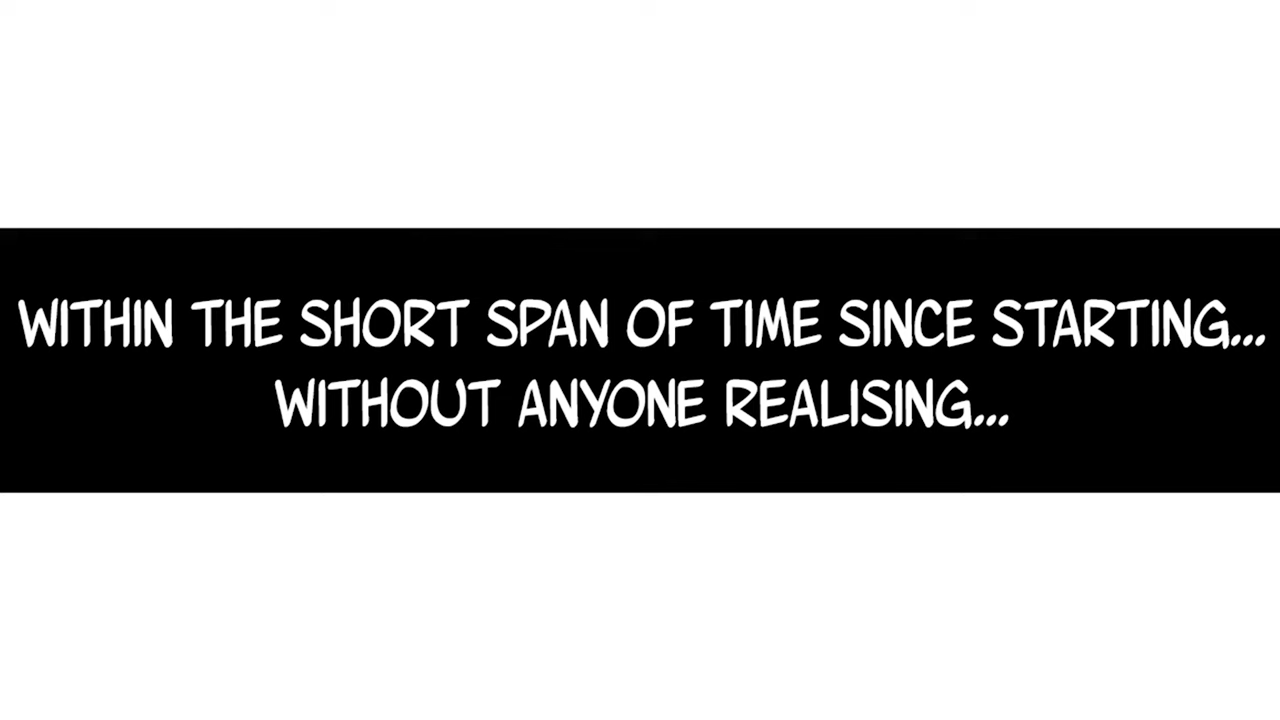 WITHIN THE SHORT SPAN OF TIME SINCE STARTING...
WITHOUT ANYONE REALISING...